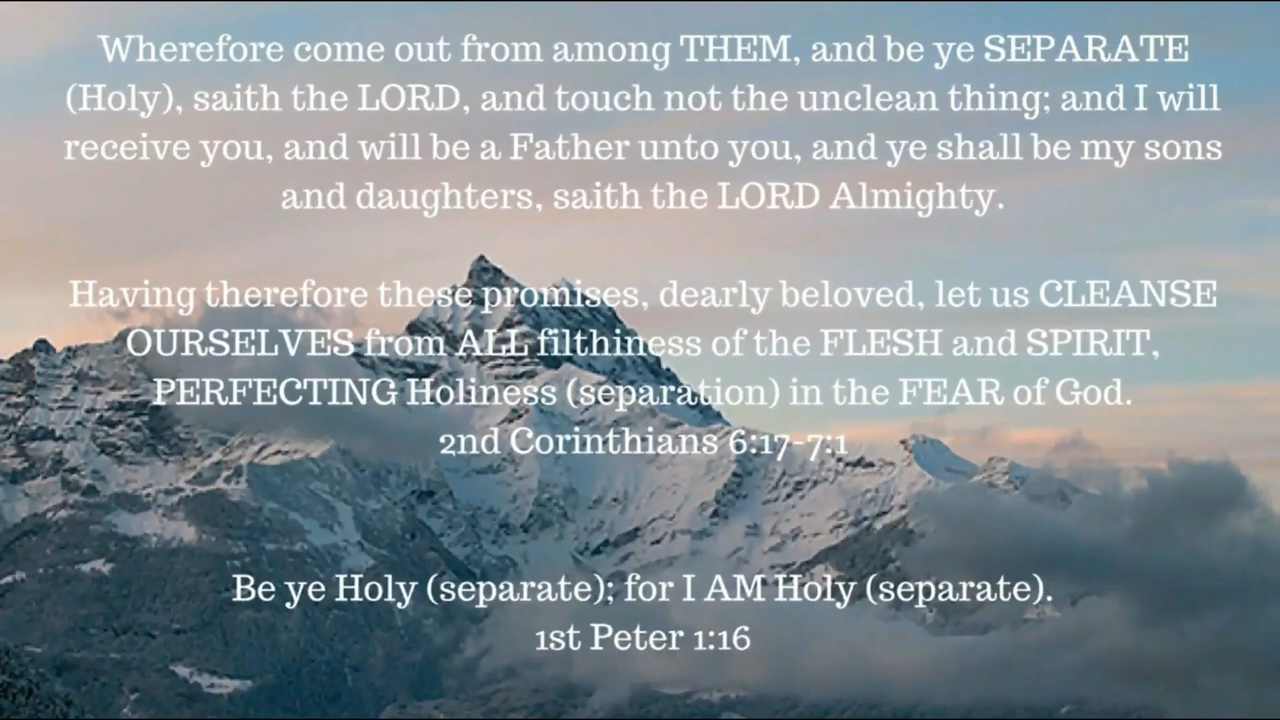 Wherefore come out from among THEM, and be ye SEPARATE
(Holy), saith the LORD, and touch not the unclean thing; and I will
receive you, and will be a Father unto you, and ye shall be my sons
and daughters, saith the LORD Almighty.
Having therefore these promises, dearly beloved, let us CLEANSE
OURSELVES from ALL filthiness of the FLESH and SPIRIT,
PERFECTING Holiness (separation) in the FEAR of God.
2nd Corinthians 6:17-7:1
Be ye Holy (separate); for I AM Holy (separate).
1st Peter 1:16